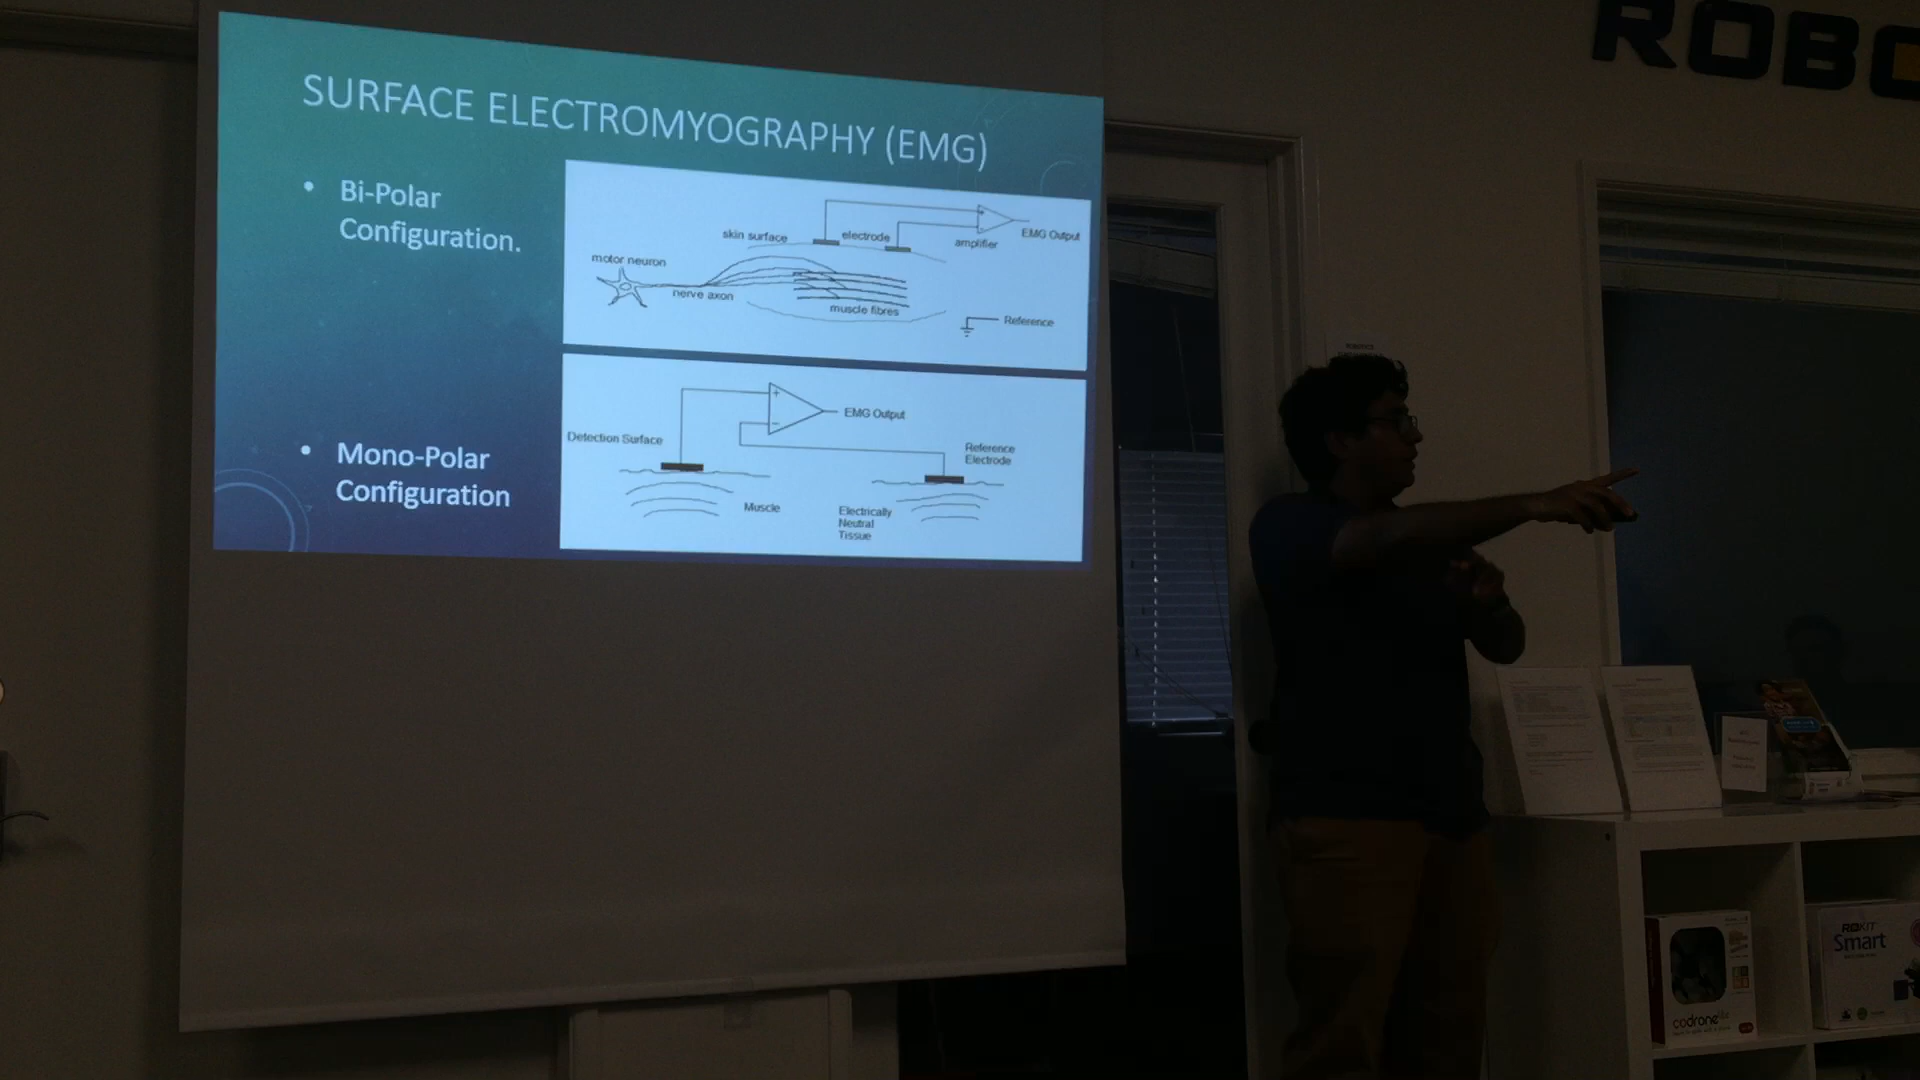 ROBO
SURFACE ELECTROMYOGRAPHY (EMG)
• Bi-Polar
Configuration.
skin surface
electrode
amplifier
EMG Output
motor neuron
nerve axon
muscle fibres
Reference
• Mono-Polar
Configuration
EMG Output
Detection Surface
Reference
Electrode
Muscle
Electrically
Neutral
Tissue
ROKIT
Smart
codrone